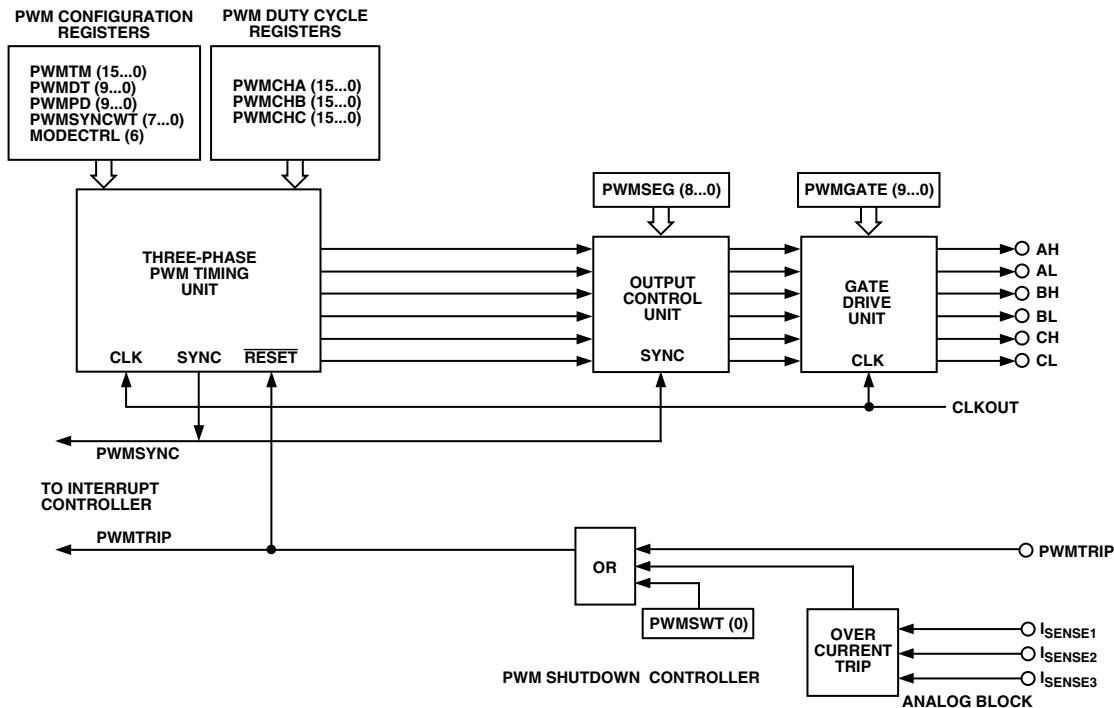 PWM CONFIGURATION
REGISTERS
PWM DUTY CYCLE
REGISTERS
PWMTM (15...0)
PWMDT (9...0)
PWMPD (9...0)
PWMSYNCWT (7...0)
MODECTRL (6)
PWMCHA (15...0)
PWMCHB (15...0)
PWMCHC (15...0)
PWMSEG (8...0)
PWMGATE (9...0)
THREE-PHASE
PWM TIMING
UNIT
CLK SYNC RESET
OUTPUT
CONTROL
UNIT
SYNC
GATE
DRIVE
UNIT
CLK
AH
AL
BH
BL
CH
CL
CLKOUT
PWMSYNC
TO INTERRUPT
CONTROLLER
PWMTRIP
OR
PWMTRIP
PWMSWT (0)
OVER
CURRENT
TRIP
ISENSE1
ISENSE2
ISENSE3
PWM SHUTDOWN CONTROLLER
ANALOG BLOCK